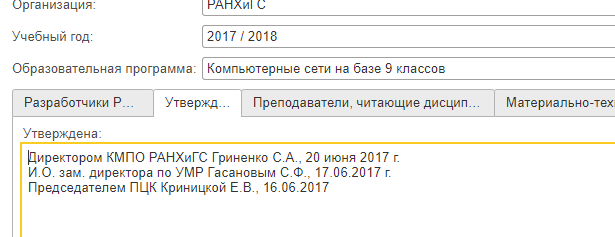 Организация: РАНХиГС
Учебный год: 2017 / 2018
Образовательная программа: Компьютерные сети на базе 9 классов
Разработчики Р... Утвержд... Преподаватели, читающие дисцип... Материально-тех
Утверждена:
Директором КМПО РАНХиГС Гриненко С.А., 20 июня 2017 г.
И.О. зам. директора по УМР Гасановым С.Ф., 17.06.2017 г.
Председателем ПЦК Криницкой Е.В., 16.06.2017